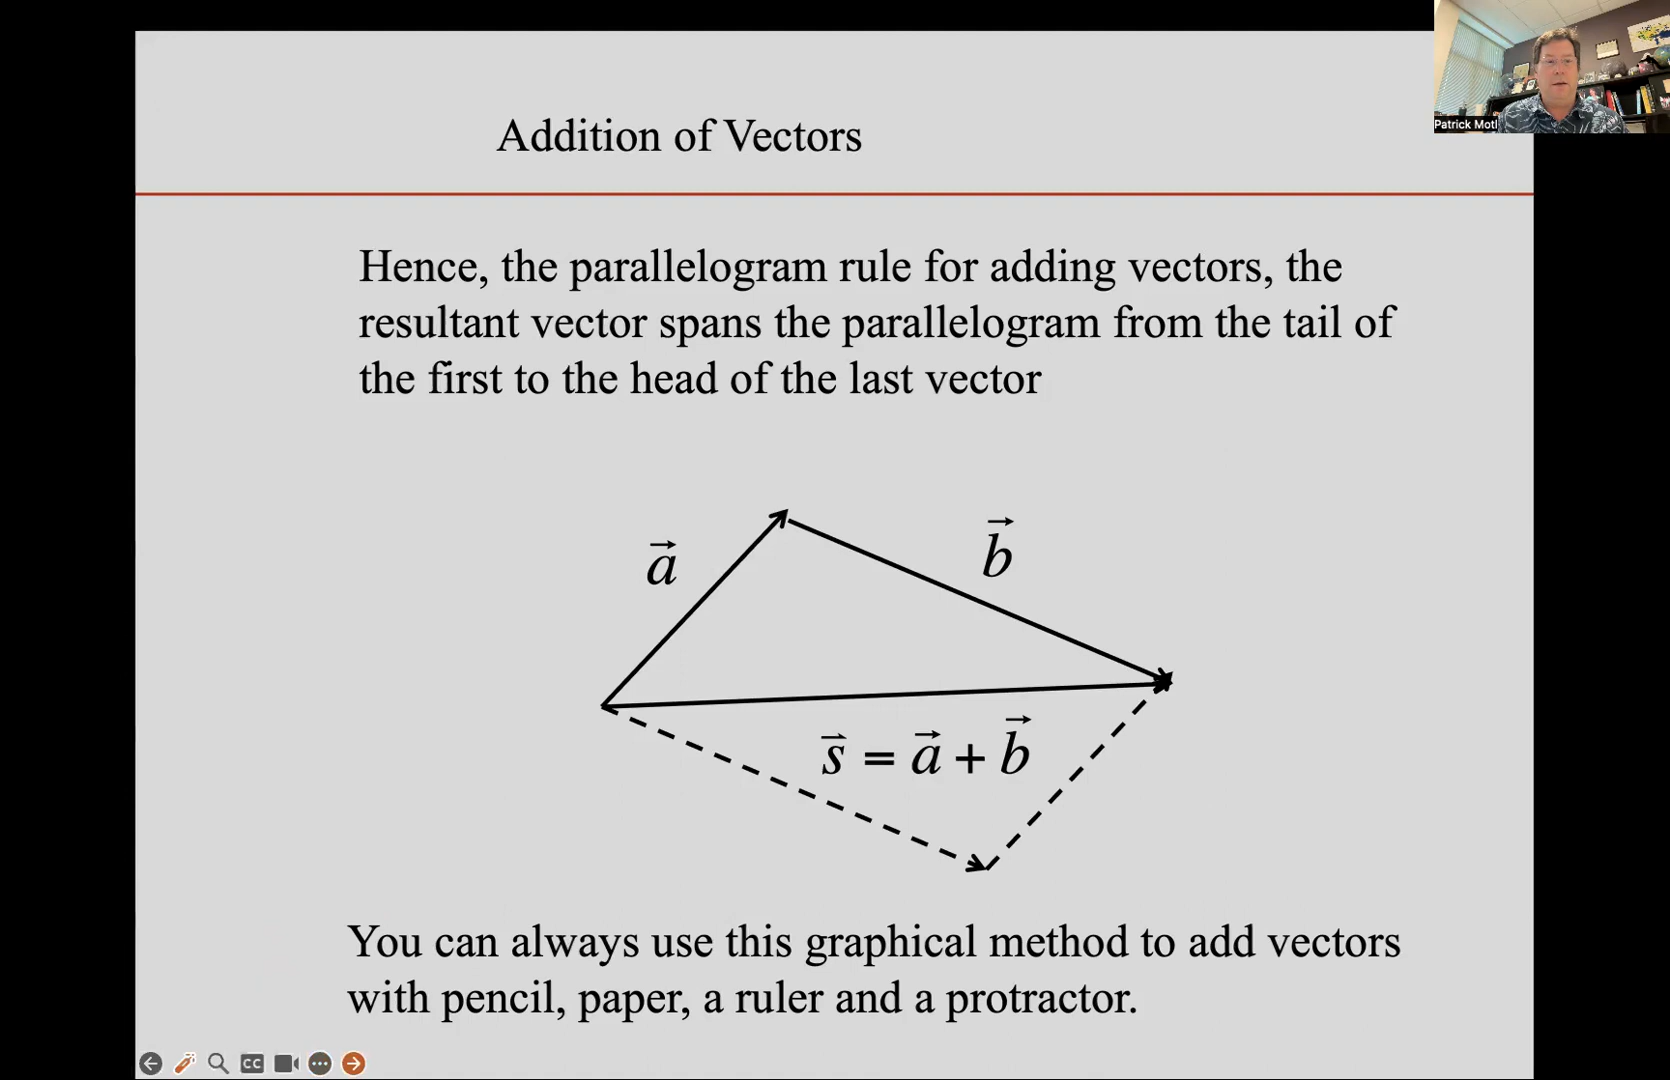 Patrick Motl
Addition of Vectors
Hence, the parallelogram rule for adding vectors, the
resultant vector spans the parallelogram from the tail of
the first to the head of the last vector
a⃗
b⃗
s⃗ = a⃗ + b⃗
You can always use this graphical method to add vectors
with pencil, paper, a ruler and a protractor.
CC